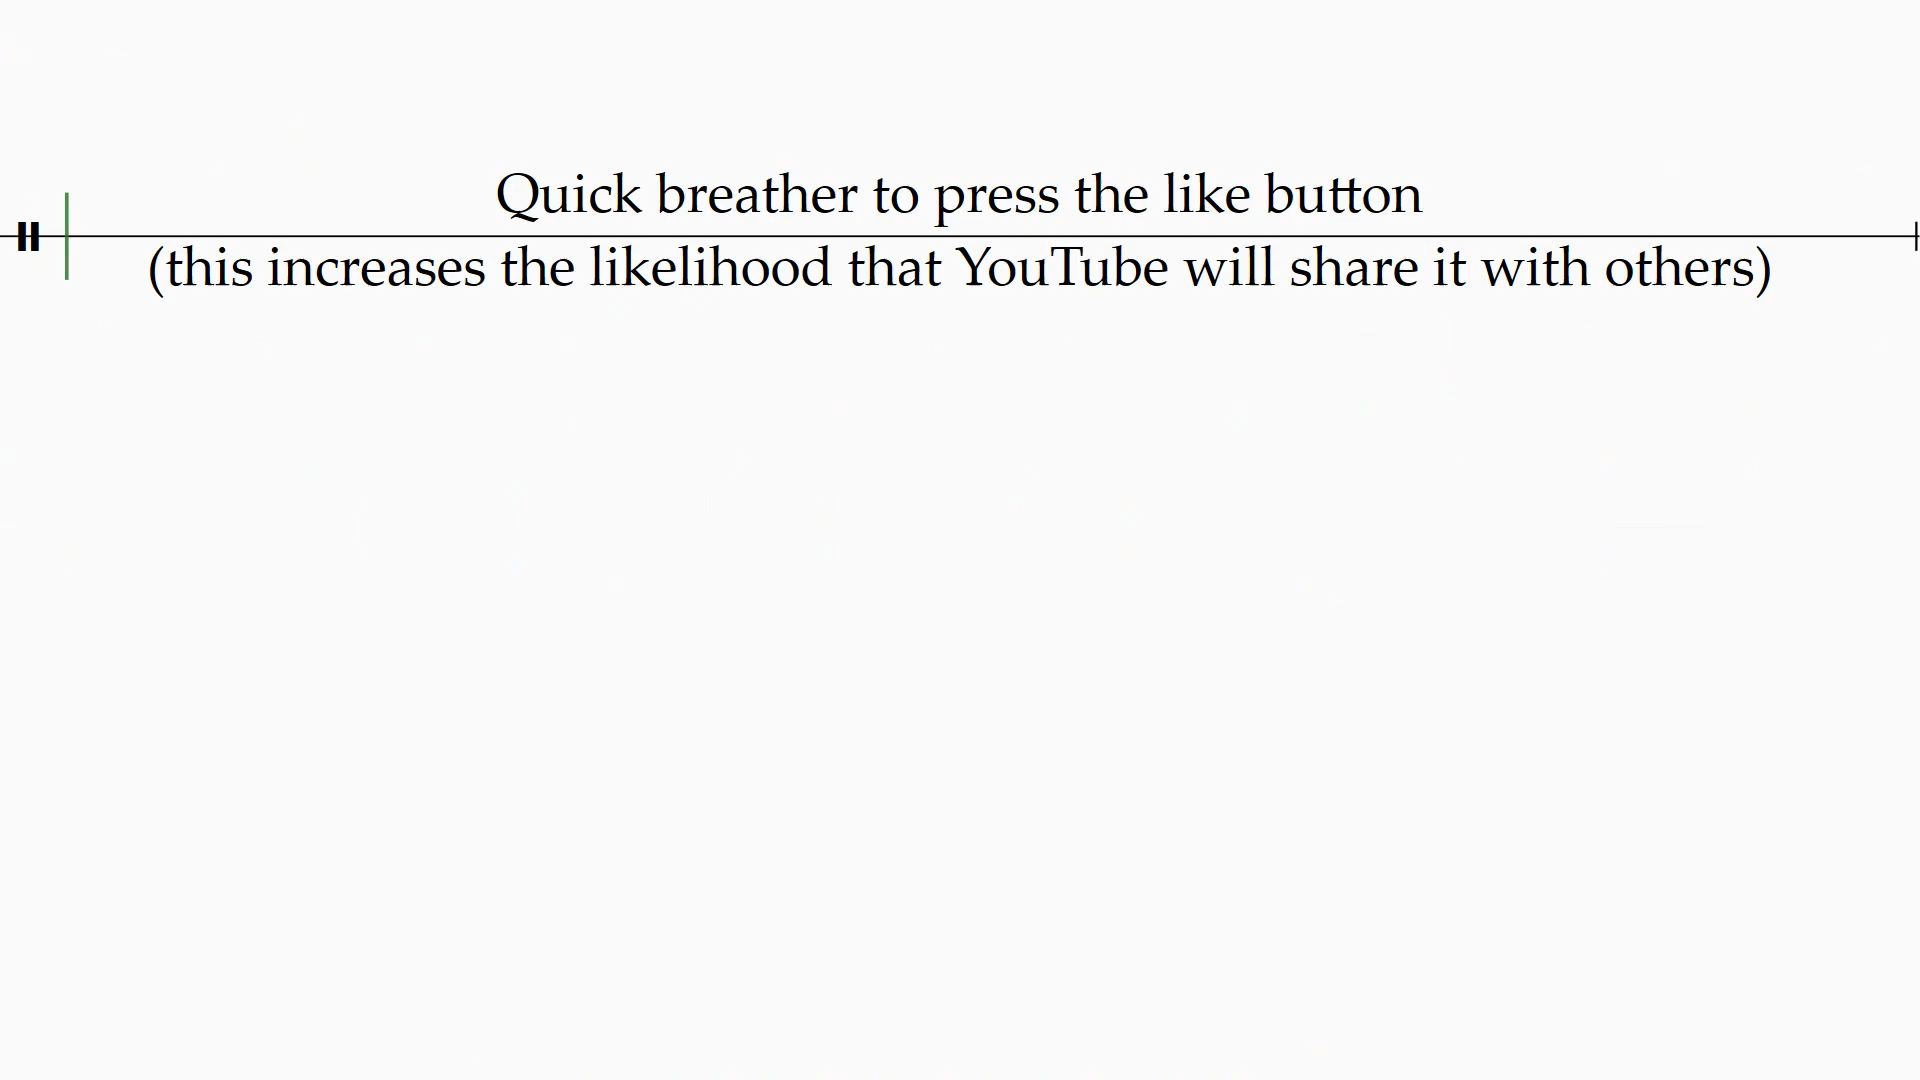 Quick breather to press the like button
(this increases the likelihood that YouTube will share it with others)